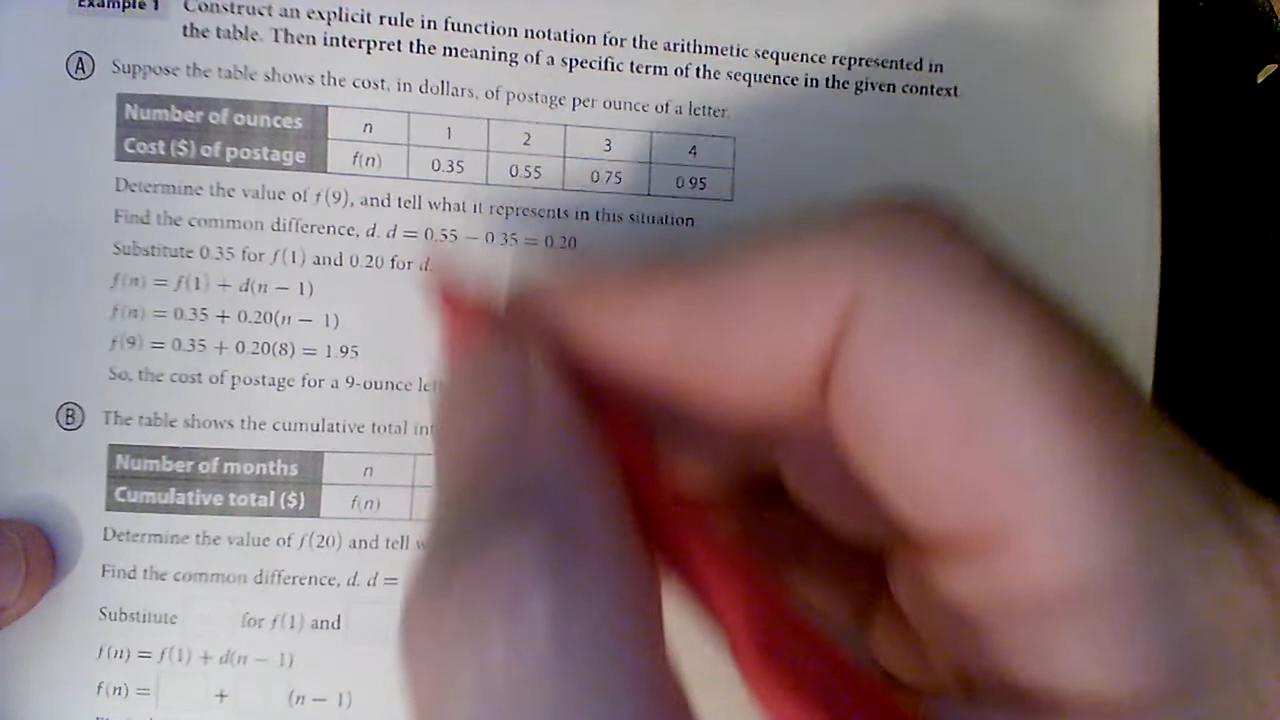 Example 1 Construct an explicit rule in function notation for the arithmetic sequence represented in
the table. Then interpret the meaning of a specific term of the sequence in the given context
A Suppose the table shows the cost, in dollars, of postage per ounce of a letter.
Number of ounces n 1 2 3 4
Cost ($) of postage f(n) 0.35 0.55 0.75 0.95
Determine the value of f(9), and tell what it represents in this situation
Find the common difference, d. d = 0.55 − 0.35 = 0.20
Substitute 0.35 for f(1) and 0.20 for d.
f(n) = f(1) + d(n − 1)
f(n) = 0.35 + 0.20(n − 1)
f(9) = 0.35 + 0.20(8) = 1.95
So, the cost of postage for a 9-ounce
B The table shows the cumulative total
Number of months n
Cumulative total ($) f(n)
Determine the value of f(20) and tell
Find the common difference, d. d =
Substitute for f(1) and
f(n) = f(1) + d(n − 1)
f(n) = + (n − 1)